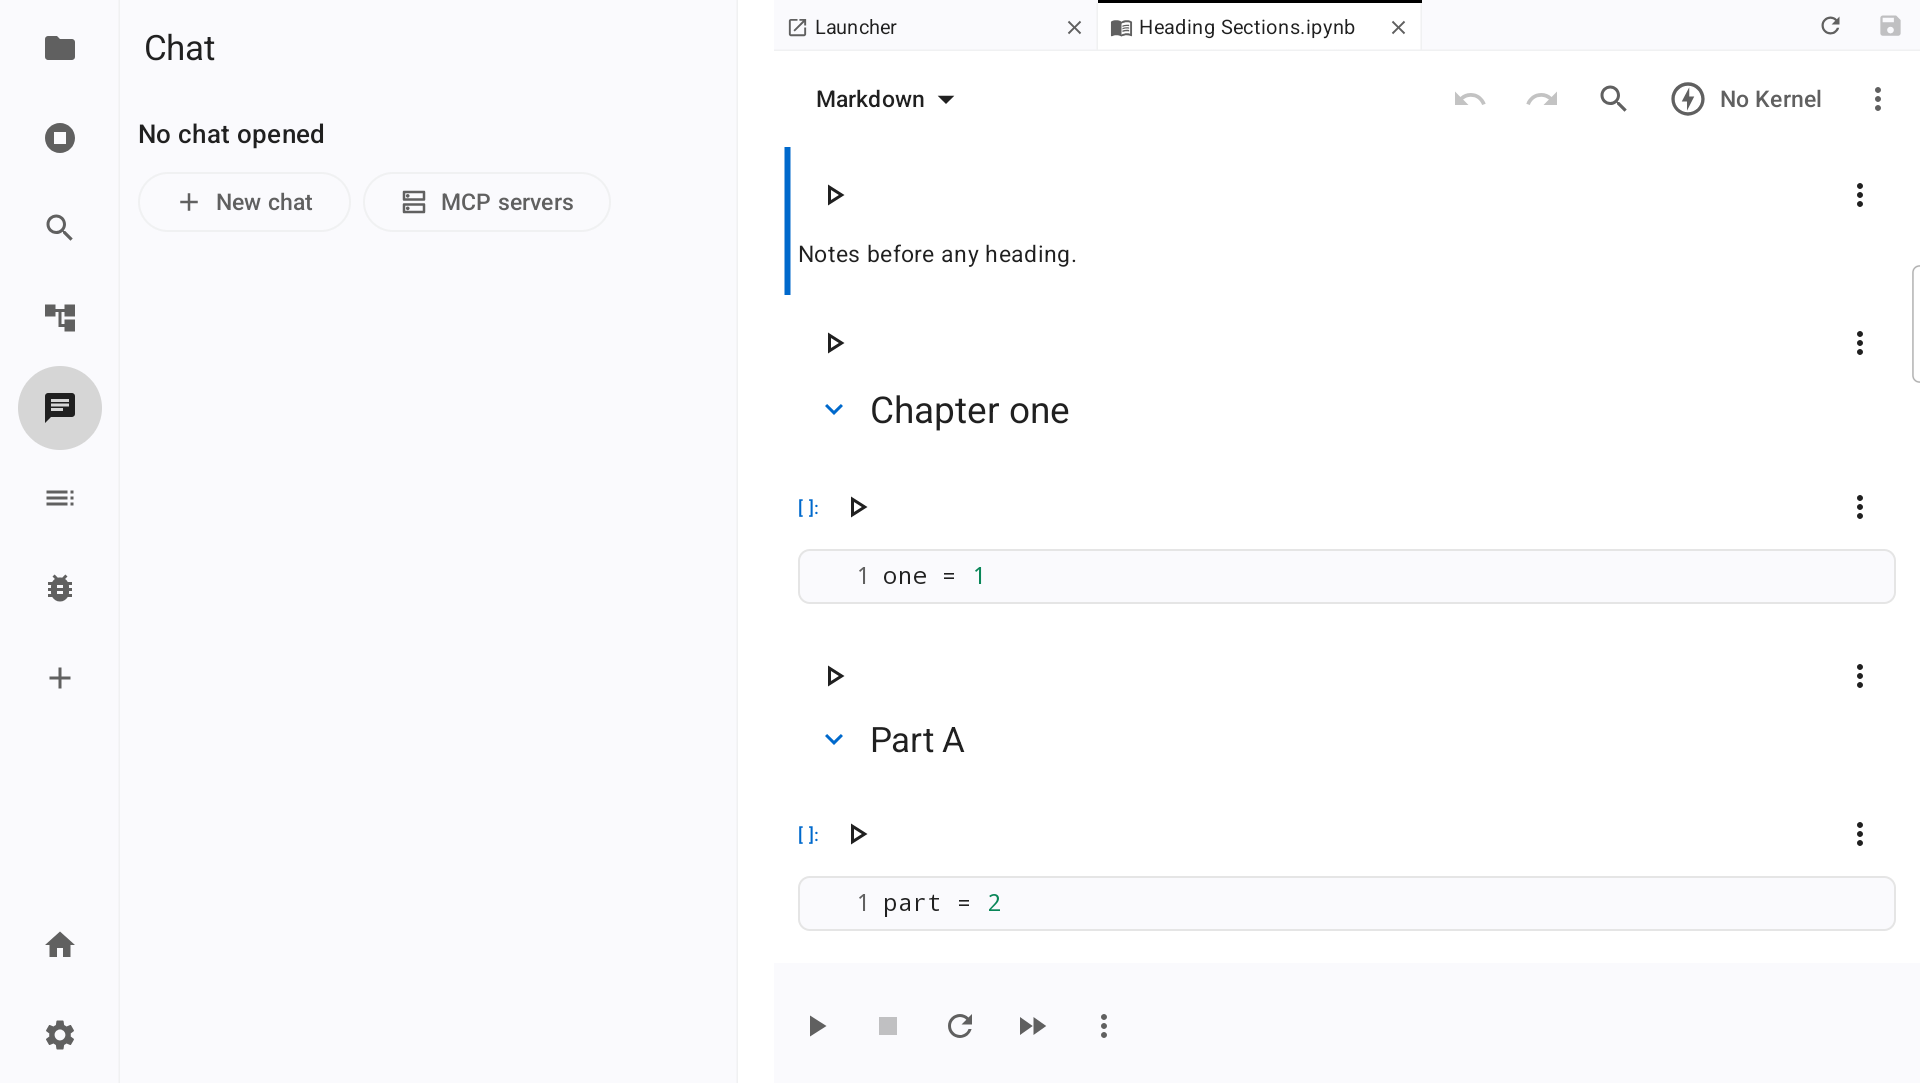 Chat
No chat opened
New chat
MCP servers
Launcher
Heading Sections.ipynb
Markdown
No Kernel
Notes before any heading.
Chapter one
[ ]:
1 one = 1
Part A
[ ]:
1 part = 2